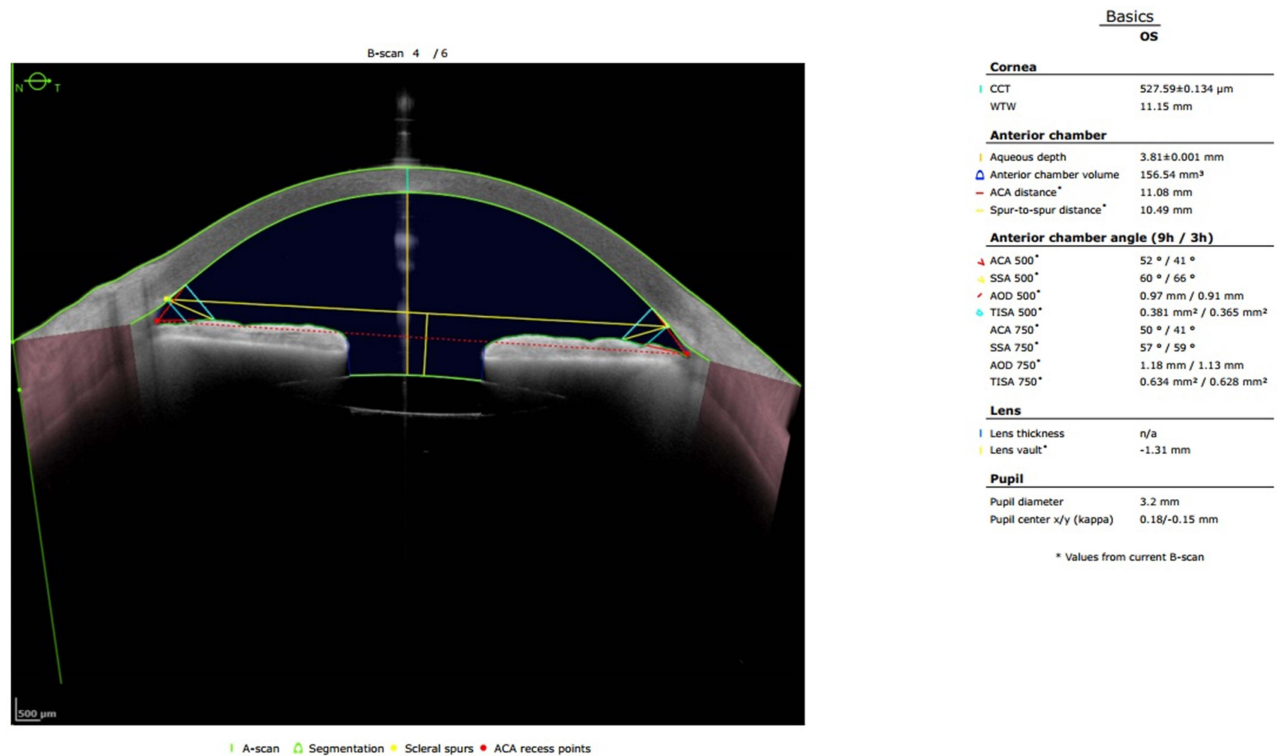 B-scan 4 / 6
N T
500 µm
A-scan Segmentation Scleral spurs ACA recess points
Basics
OS
Cornea
CCT 527.59±0.134 µm
WTW 11.15 mm
Anterior chamber
Aqueous depth 3.81±0.001 mm
Anterior chamber volume 156.54 mm³
ACA distance* 11.08 mm
Spur-to-spur distance* 10.49 mm
Anterior chamber angle (9h / 3h)
ACA 500* 52 ° / 41 °
SSA 500* 60 ° / 66 °
AOD 500* 0.97 mm / 0.91 mm
TISA 500* 0.381 mm² / 0.365 mm²
ACA 750* 50 ° / 41 °
SSA 750* 57 ° / 59 °
AOD 750* 1.18 mm / 1.13 mm
TISA 750* 0.634 mm² / 0.628 mm²
Lens
Lens thickness n/a
Lens vault* -1.31 mm
Pupil
Pupil diameter 3.2 mm
Pupil center x/y (kappa) 0.18/-0.15 mm
* Values from current B-scan